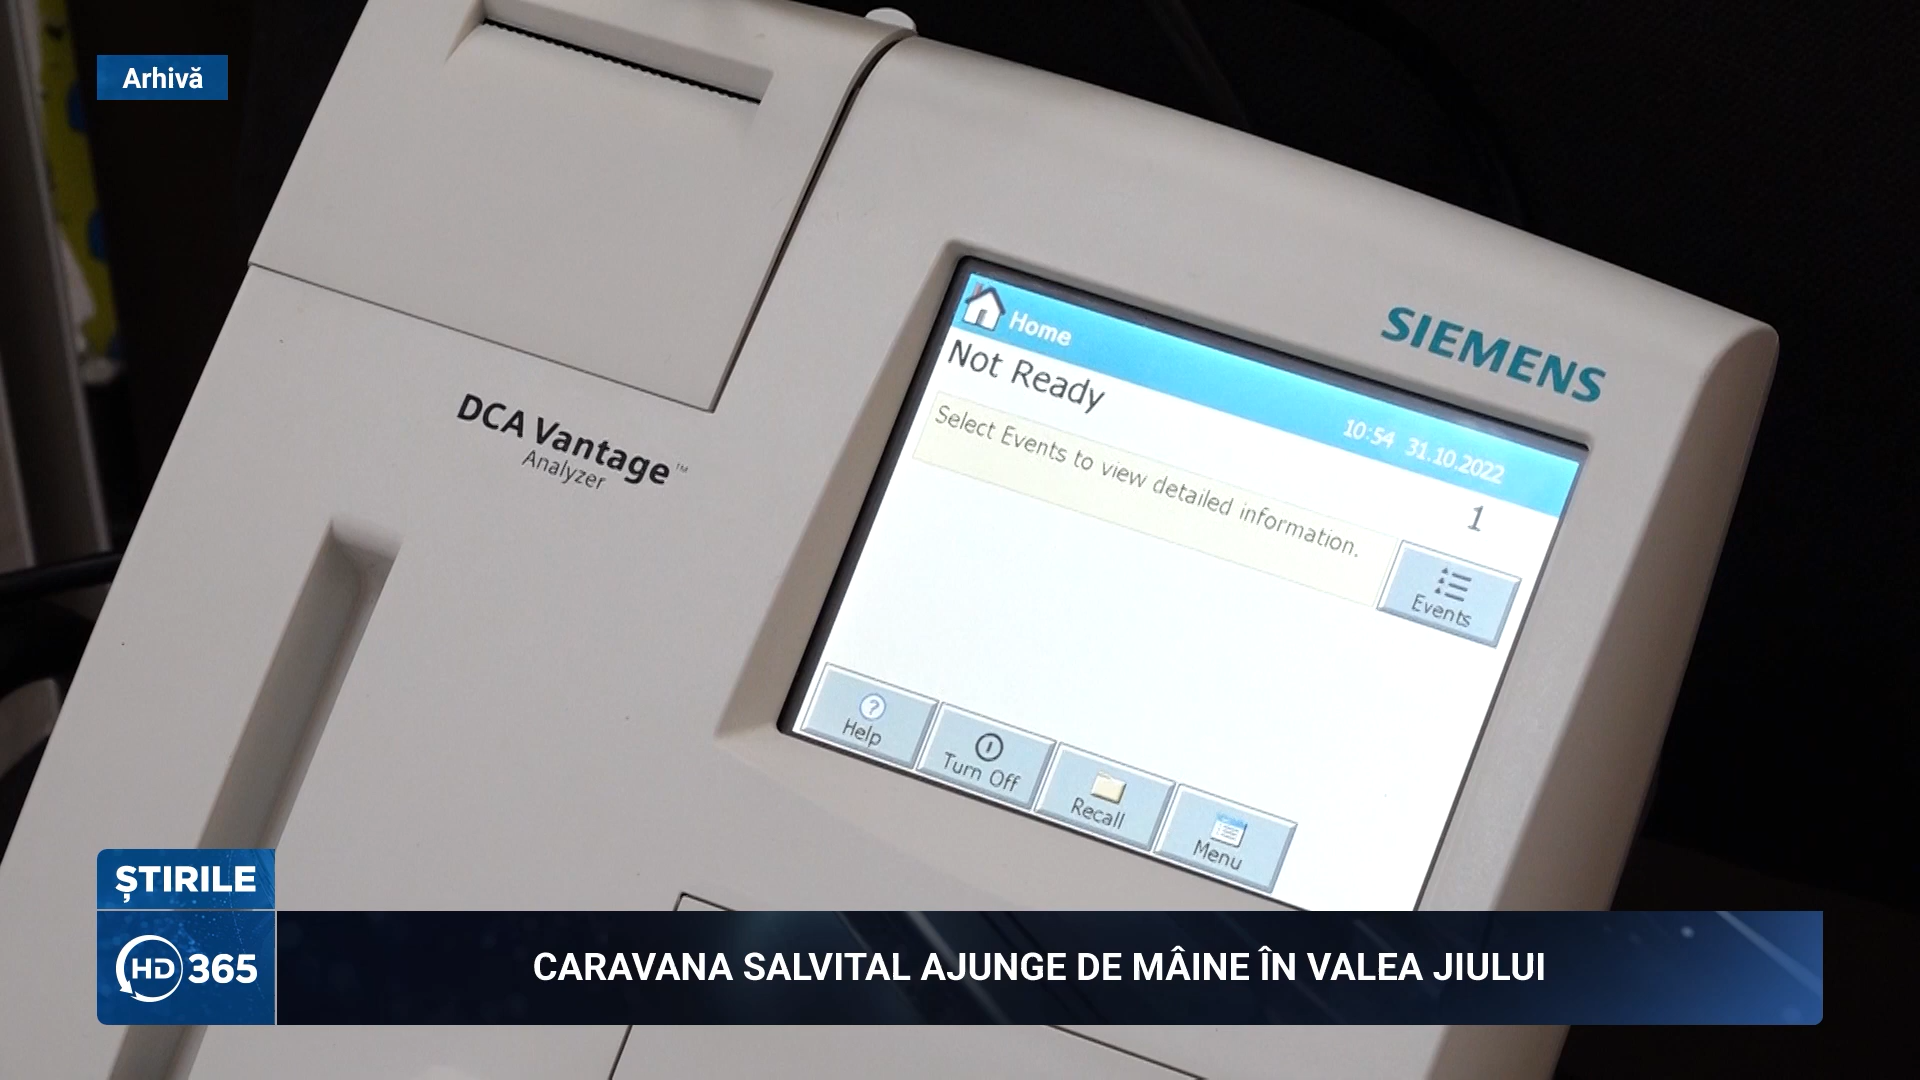 Arhivă
SIEMENS
Home
10:54 31.10.2022
Not Ready
1
Select Events to view detailed information.
Events
DCA Vantage™
Analyzer
Help
Turn Off
Recall
Menu
ȘTIRILE
HD 365
CARAVANA SALVITAL AJUNGE DE MÂINE ÎN VALEA JIULUI